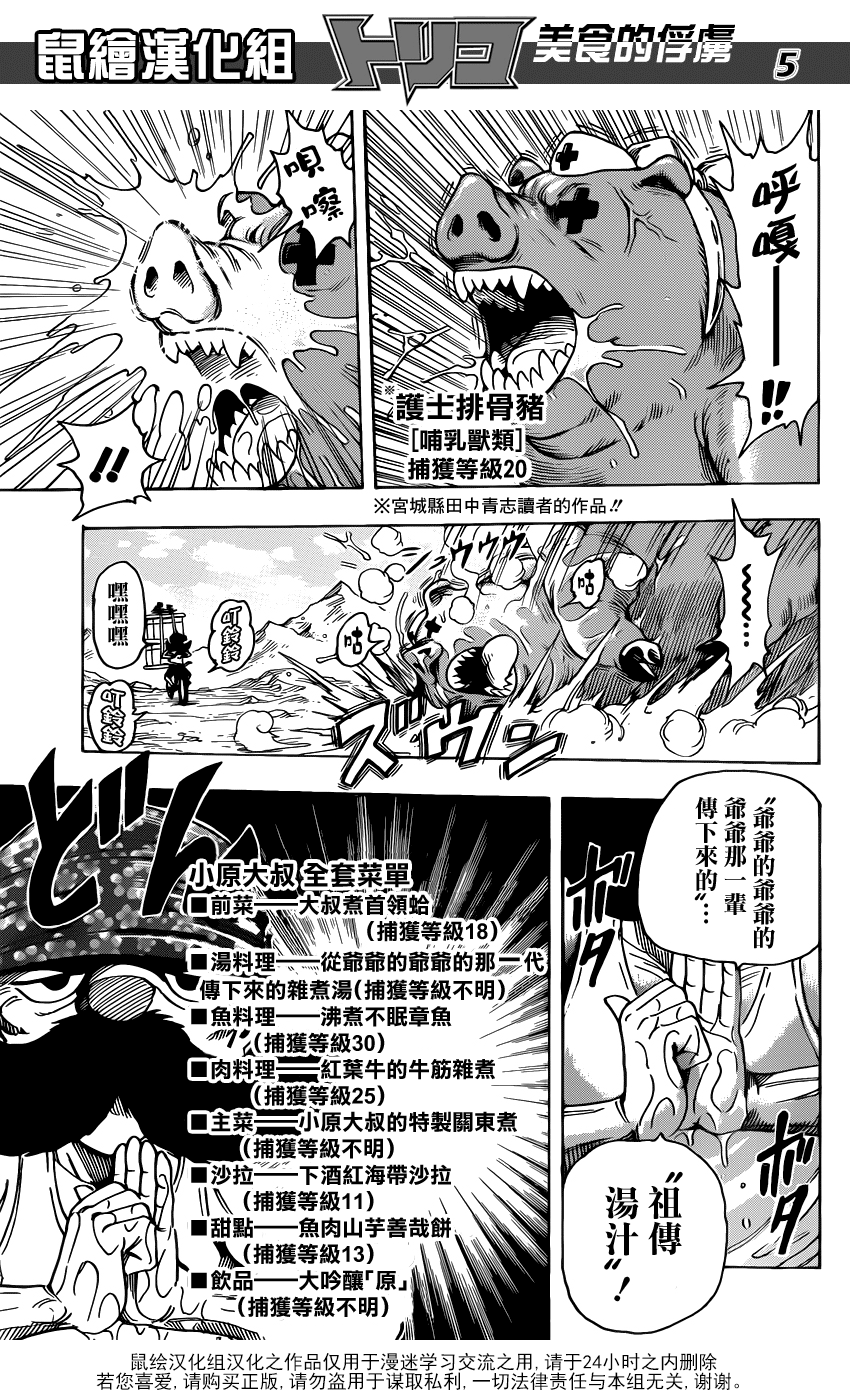 鼠繪漢化組
トリコ
美食的俘虜
5
呼嘎——!!
※護士排骨豬
[哺乳獸類]
捕獲等級20
※宮城縣田中青志讀者的作品!!
唄嚓
!!
ウウウ
咕
咕
嘿嘿嘿
叮鈴鈴
叮鈴鈴
ズウン
“爺爺的爺爺的
爺爺那一輩
傳下來的”…
ボタ
ボタ
“祖傳
湯汁”!
どん
小原大叔 全套菜單
■前菜——大叔煮首領蛤
(捕獲等級18)
■湯料理——從爺爺的爺爺的那一代
傳下來的雜煮湯(捕獲等級不明)
■魚料理——沸煮不眠章魚
(捕獲等級30)
■肉料理——紅葉牛的牛筋雜煮
(捕獲等級25)
■主菜——小原大叔的特製關東煮
(捕獲等級不明)
■沙拉——下酒紅海帶沙拉
(捕獲等級11)
■甜點——魚肉山芋善哉餅
(捕獲等級13)
■飲品——大吟釀「原」
(捕獲等級不明)
鼠绘汉化组汉化之作品仅用于漫迷学习交流之用, 请于24小时之内删除
若您喜爱, 请购买正版, 请勿盗用于谋取私利, 一切法律责任与本组无关, 谢谢。